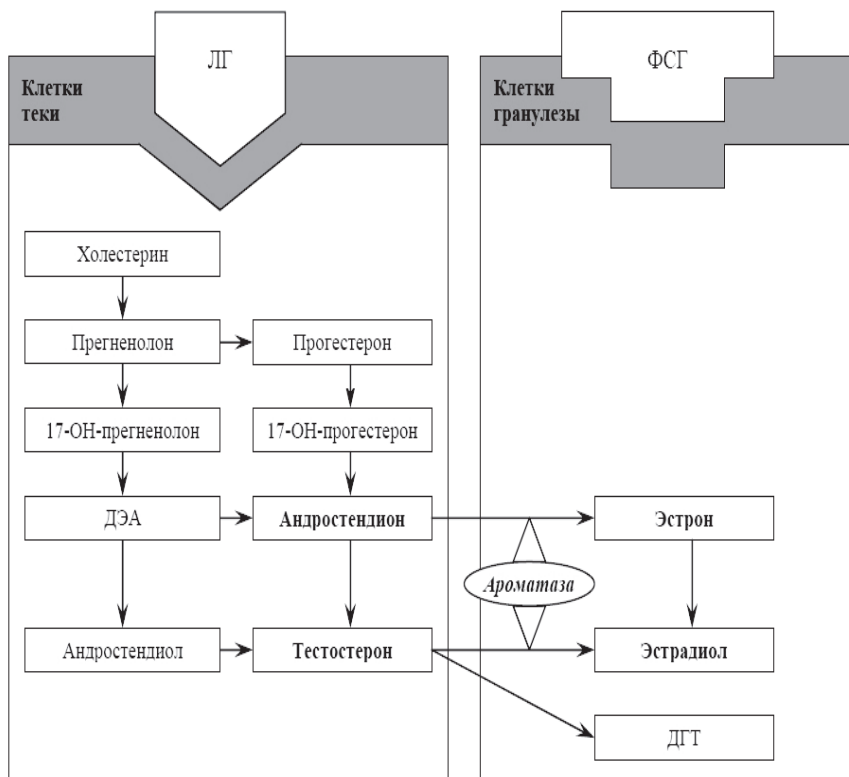 ЛГ
ФСГ
Клетки
теки
Клетки
гранулезы
Холестерин
Прегненолон
Прогестерон
17-ОН-прегненолон
17-ОН-прогестерон
ДЭА
Андростендион
Эстрон
Ароматаза
Андростендиол
Тестостерон
Эстрадиол
ДГТ